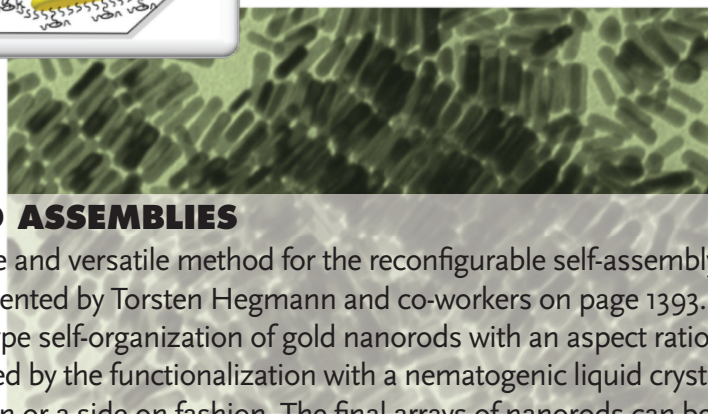 ASSEMBLIES
and versatile method for the reconfigurable self-assembly
ented by Torsten Hegmann and co-workers on page 1393.
pe self-organization of gold nanorods with an aspect ratio
ed by the functionalization with a nematogenic liquid cryst
n or a side on fashion. The final arrays of nanorods can be